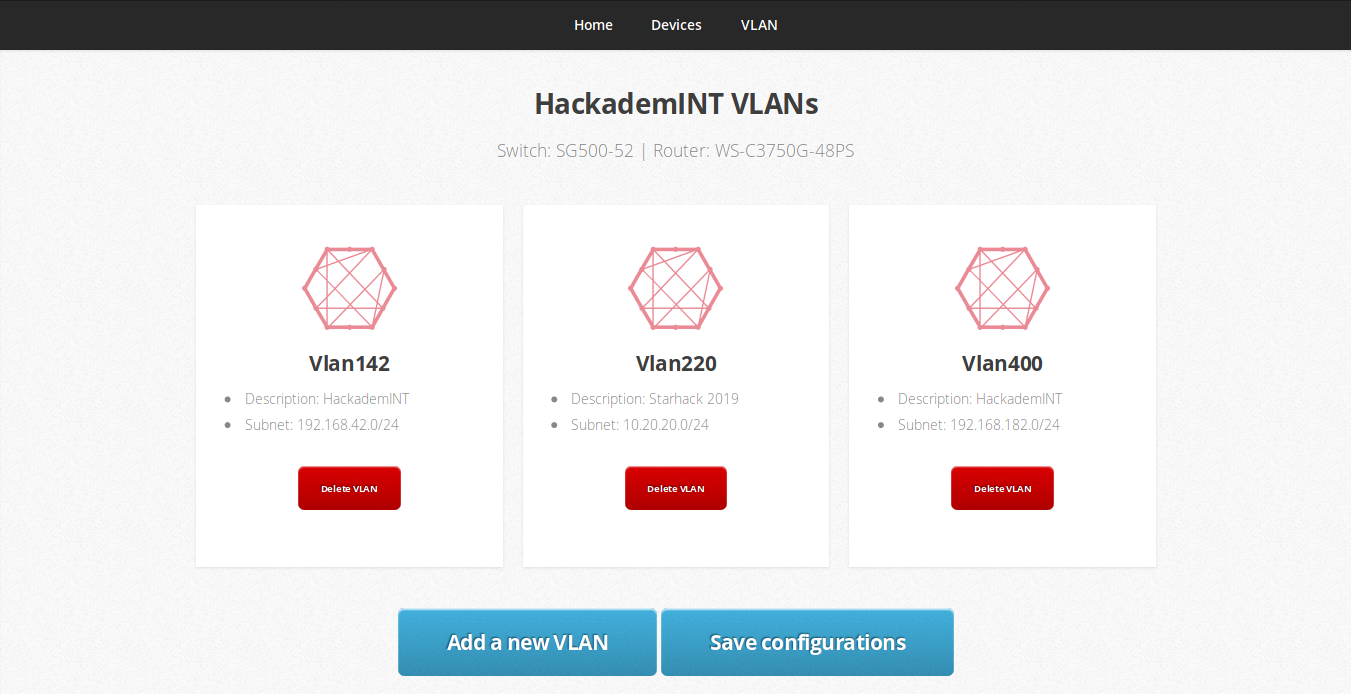 Home Devices VLAN
HackademINT VLANs
Switch: SG500-52 | Router: WS-C3750G-48PS
Vlan142
Description: HackademINT
Subnet: 192.168.42.0/24
Delete VLAN
Vlan220
Description: Starhack 2019
Subnet: 10.20.20.0/24
Delete VLAN
Vlan400
Description: HackademINT
Subnet: 192.168.182.0/24
Delete VLAN
Add a new VLAN
Save configurations